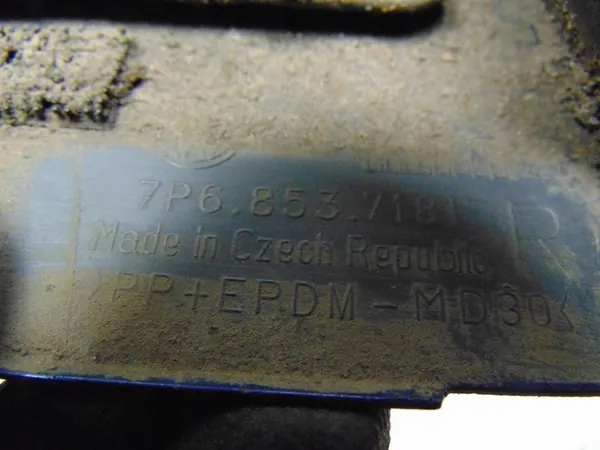 7P6.853.718
R
Made in Czech Republic
>PP+EPDM-MD30<